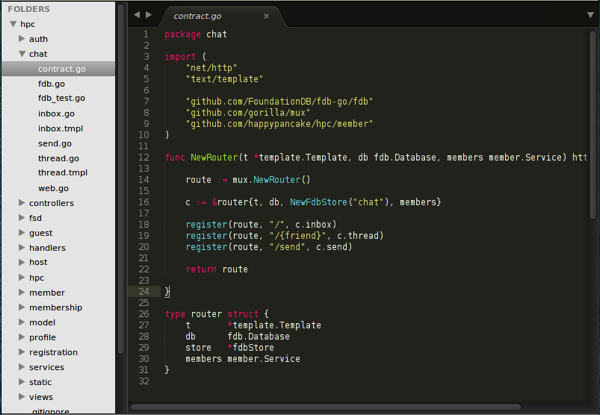 FOLDERS
hpc
auth
chat
contract.go
fdb.go
fdb_test.go
inbox.go
inbox.tmpl
send.go
thread.go
thread.tmpl
web.go
controllers
fsd
guest
handlers
host
hpc
member
membership
model
profile
registration
services
static
views
.gitignore
contract.go ×
1 package chat
2
3 import (
4 "net/http"
5 "text/template"
6
7 "github.com/FoundationDB/fdb-go/fdb"
8 "github.com/gorilla/mux"
9 "github.com/happypancake/hpc/member"
10 )
11
12 func NewRouter(t *template.Template, db fdb.Database, members member.Service) htt
13
14 route := mux.NewRouter()
15
16 c := &router{t, db, NewFdbStore("chat"), members}
17
18 register(route, "/", c.inbox)
19 register(route, "/{friend}", c.thread)
20 register(route, "/send", c.send)
21
22 return route
23
24 }
25
26 type router struct {
27 t *template.Template
28 db fdb.Database
29 store *fdbStore
30 members member.Service
31 }
32